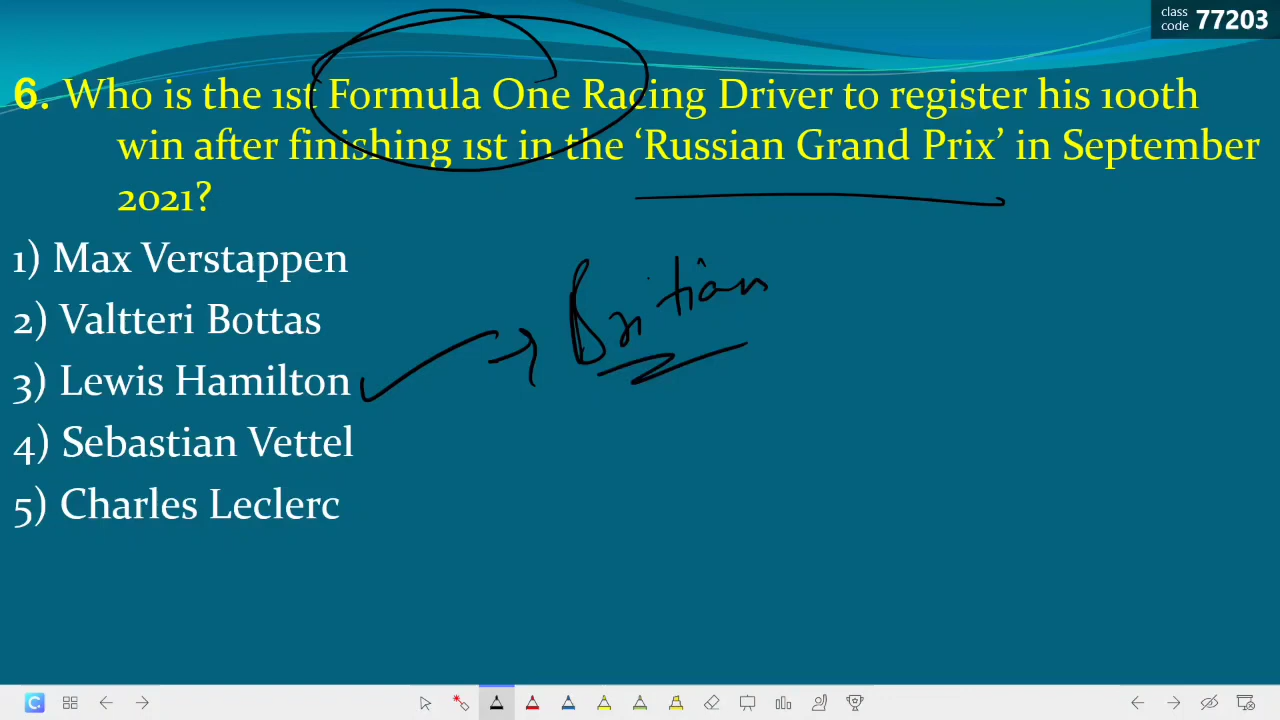 class
code 77203
6. Who is the 1st Formula One Racing Driver to register his 100th
win after finishing 1st in the ‘Russian Grand Prix’ in September
2021?
1) Max Verstappen
2) Valtteri Bottas
3) Lewis Hamilton
4) Sebastian Vettel
5) Charles Leclerc